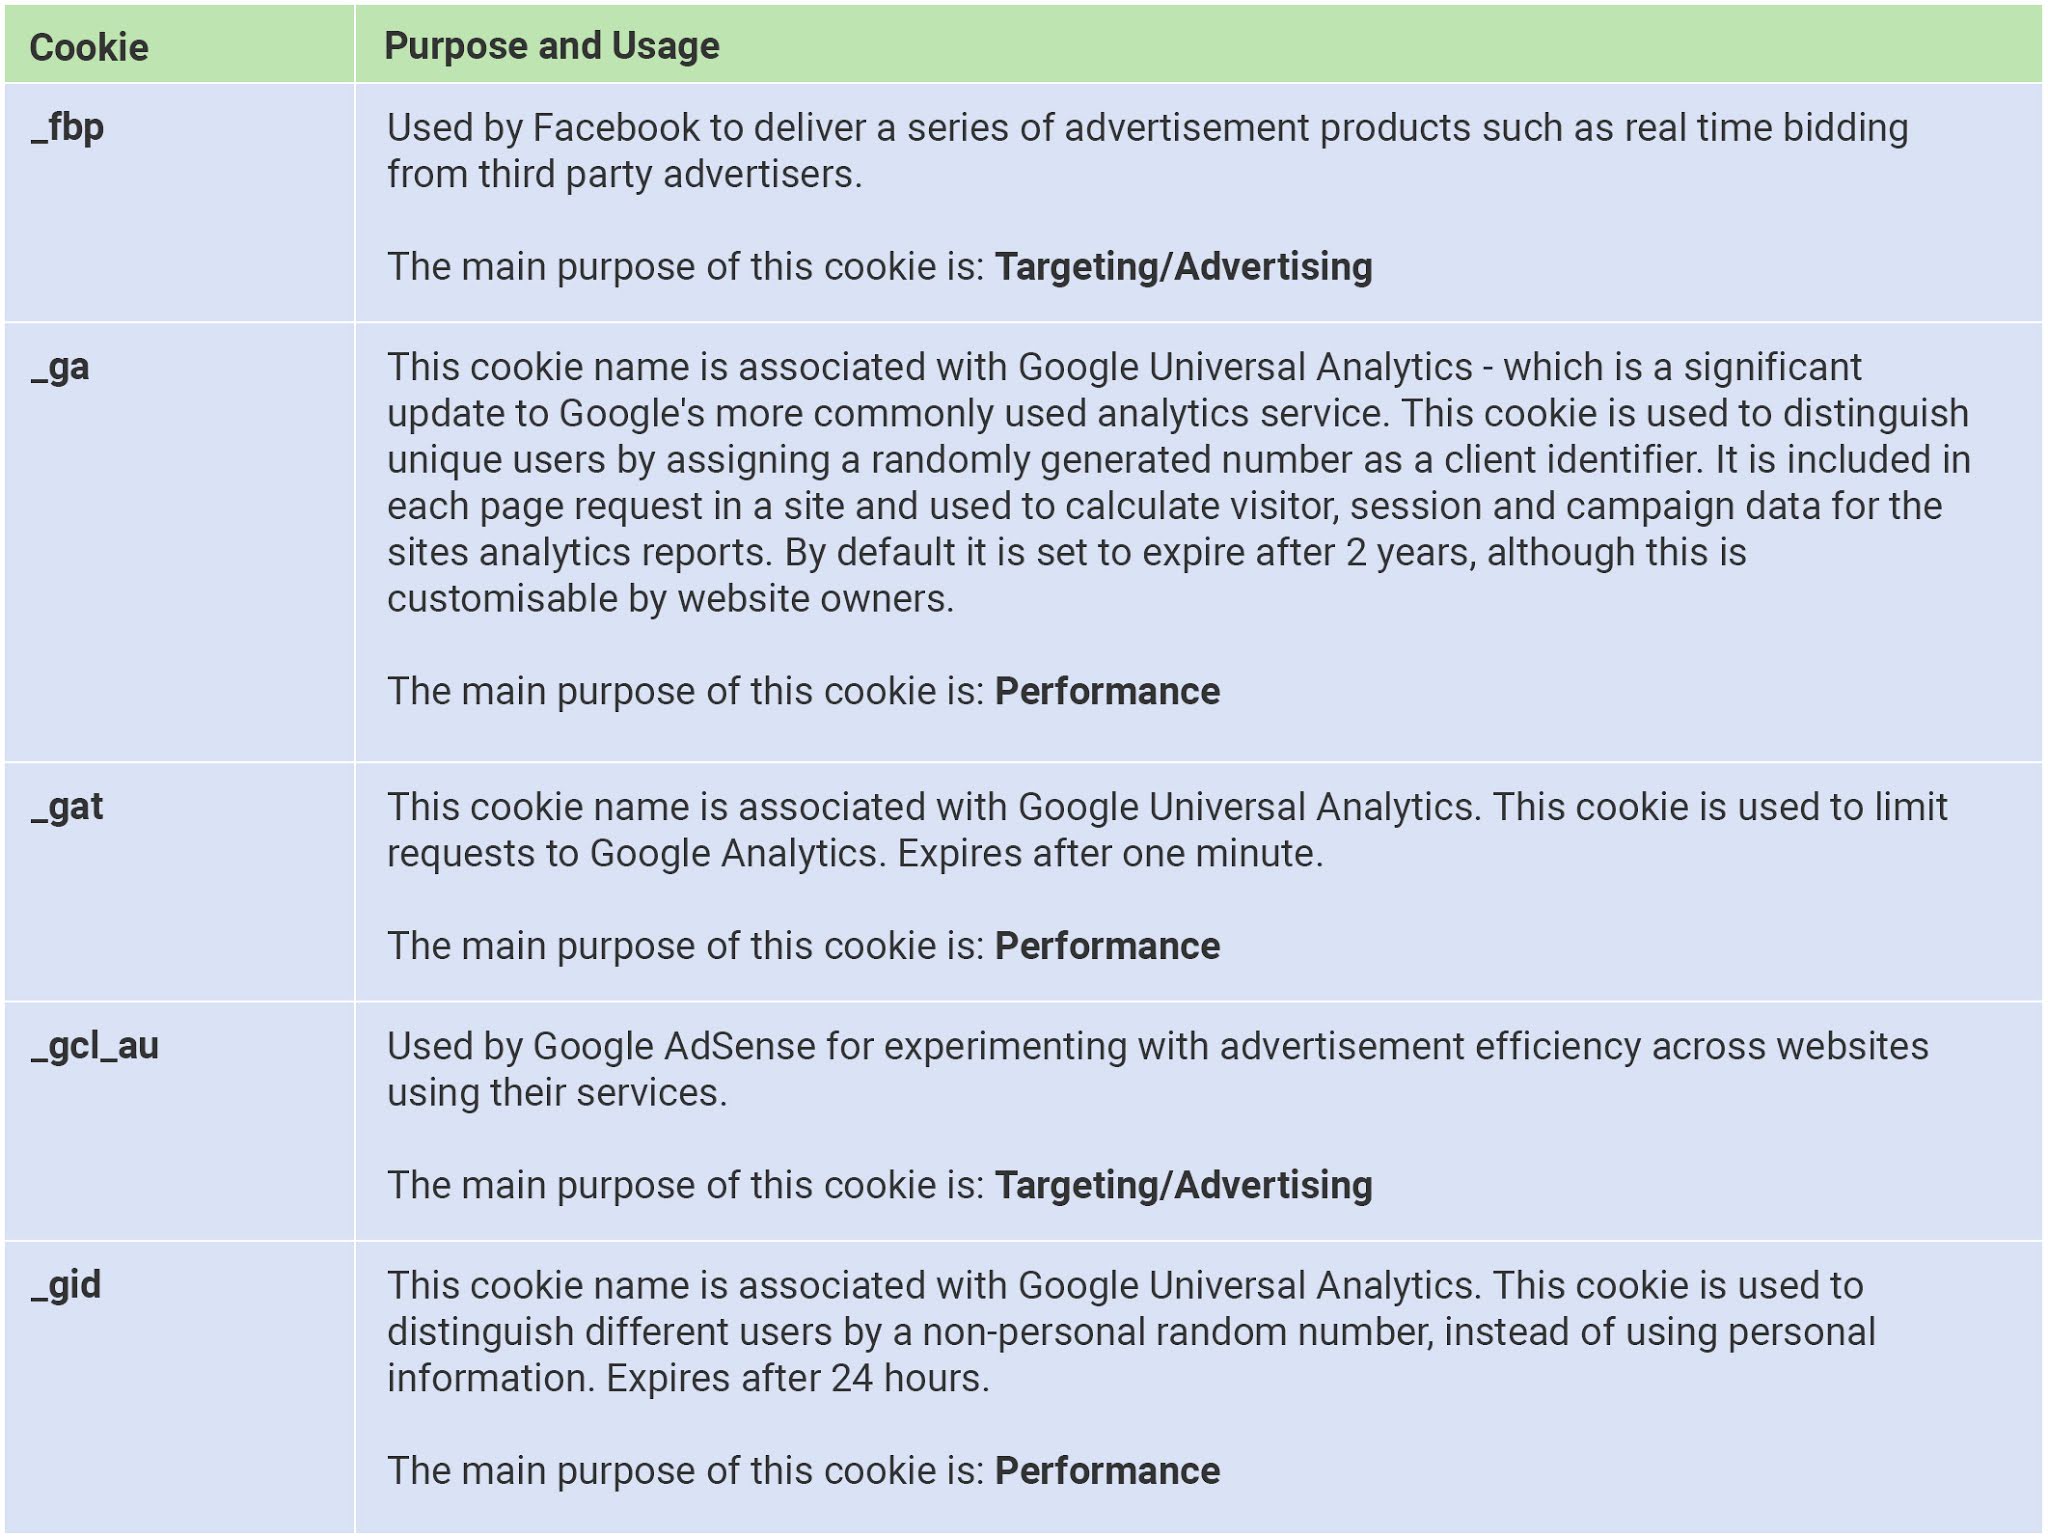 Cookie
Purpose and Usage
_fbp
Used by Facebook to deliver a series of advertisement products such as real time bidding
from third party advertisers.
The main purpose of this cookie is: Targeting/Advertising
_ga
This cookie name is associated with Google Universal Analytics - which is a significant
update to Google's more commonly used analytics service. This cookie is used to distinguish
unique users by assigning a randomly generated number as a client identifier. It is included in
each page request in a site and used to calculate visitor, session and campaign data for the
sites analytics reports. By default it is set to expire after 2 years, although this is
customisable by website owners.
The main purpose of this cookie is: Performance
_gat
This cookie name is associated with Google Universal Analytics. This cookie is used to limit
requests to Google Analytics. Expires after one minute.
The main purpose of this cookie is: Performance
_gcl_au
Used by Google AdSense for experimenting with advertisement efficiency across websites
using their services.
The main purpose of this cookie is: Targeting/Advertising
_gid
This cookie name is associated with Google Universal Analytics. This cookie is used to
distinguish different users by a non-personal random number, instead of using personal
information. Expires after 24 hours.
The main purpose of this cookie is: Performance